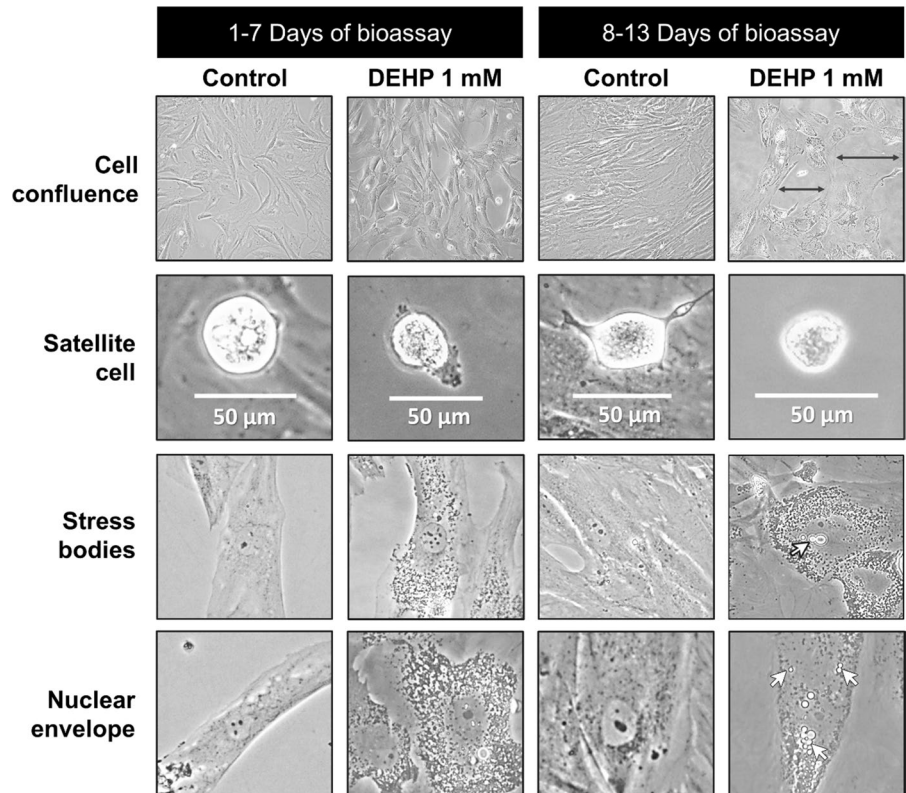 1-7 Days of bioassay
8-13 Days of bioassay
Control
DEHP 1 mM
Control
DEHP 1 mM
Cell
confluence
Satellite
cell
50 µm
50 µm
50 µm
50 µm
Stress
bodies
Nuclear
envelope